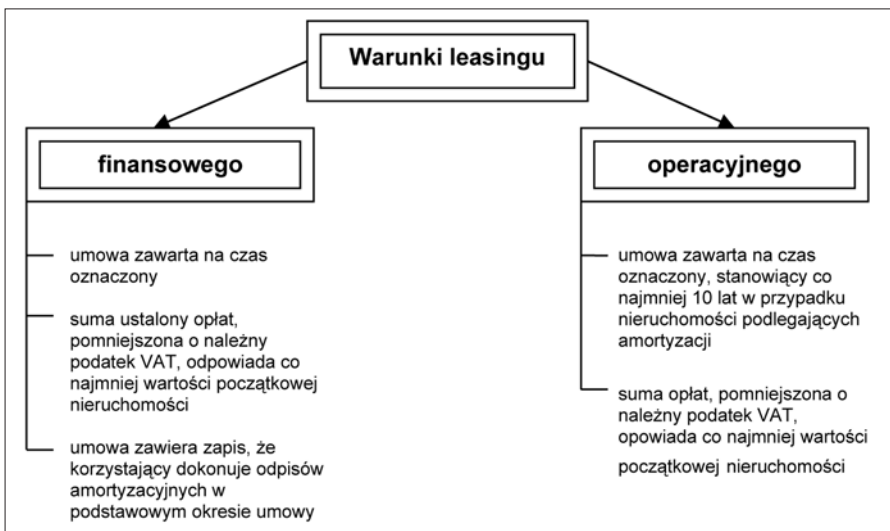 Warunki leasingu
finansowego
umowa zawarta na czas
oznaczony
suma ustalony opłat,
pomniejszona o należny
podatek VAT, odpowiada co
najmniej wartości początkowej
nieruchomości
umowa zawiera zapis, że
korzystający dokonuje odpisów
amortyzacyjnych w
podstawowym okresie umowy
operacyjnego
umowa zawarta na czas
oznaczony, stanowiący co
najmniej 10 lat w przypadku
nieruchomości podlegających
amortyzacji
suma opłat, pomniejszona o
należny podatek VAT,
opowiada co najmniej wartości
początkowej nieruchomości